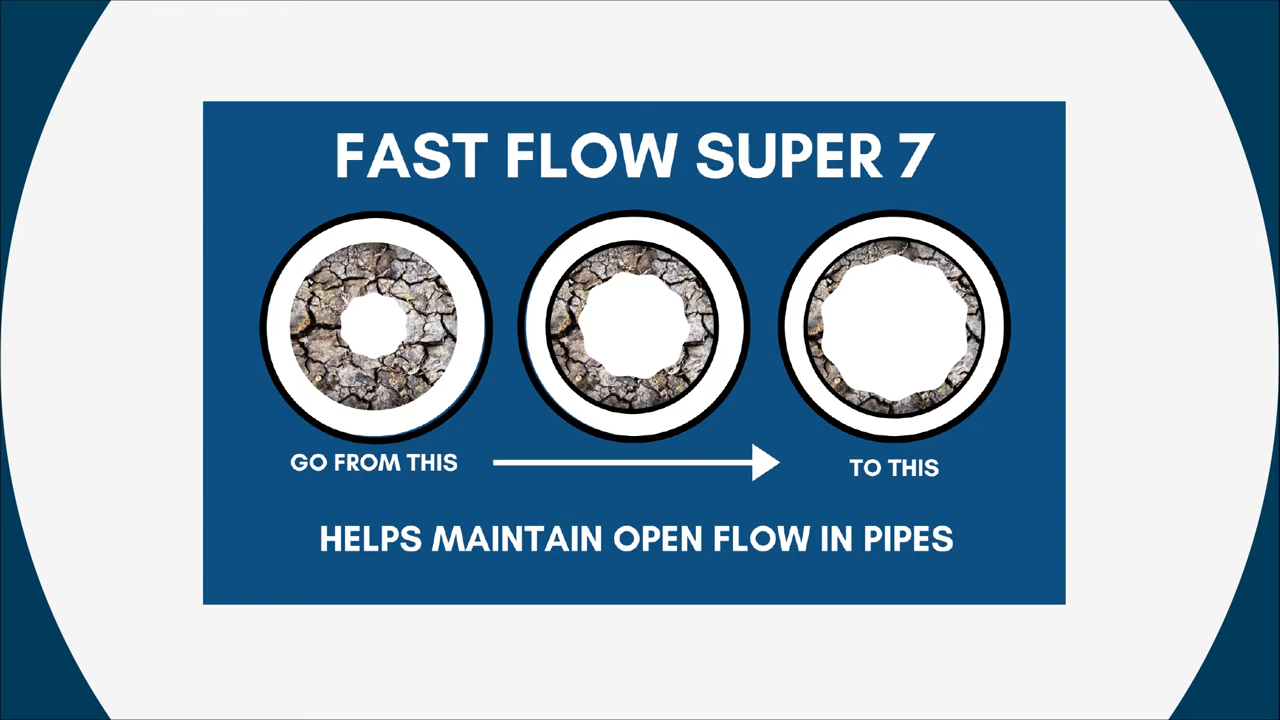 FAST FLOW SUPER 7
GO FROM THIS
TO THIS
HELPS MAINTAIN OPEN FLOW IN PIPES